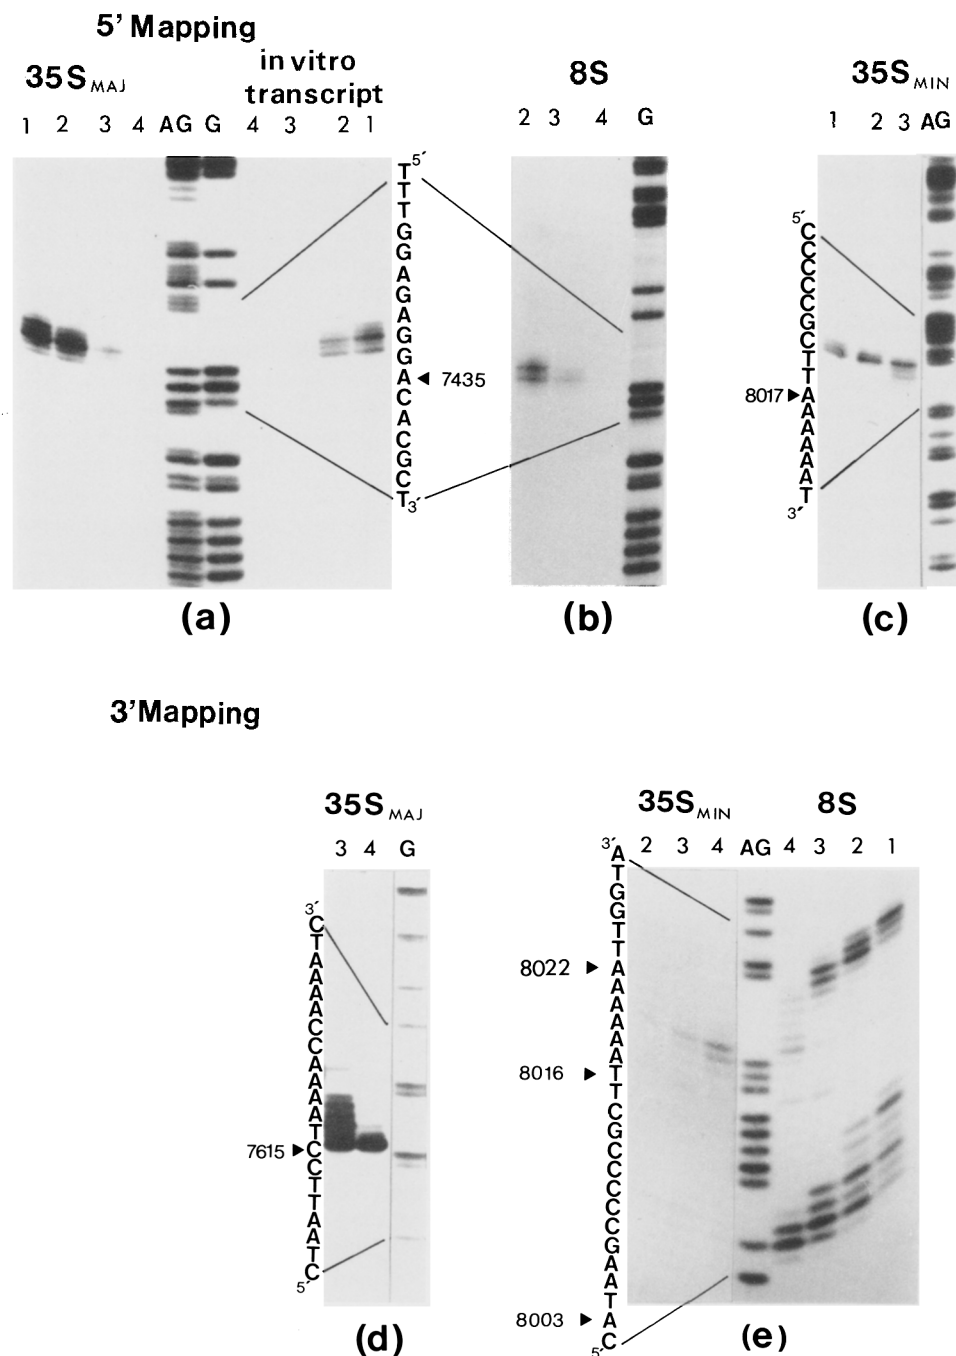 5' Mapping
35S MAJ
in vitro
transcript
8S
35S MIN
1 2 3 4 AG G 4 3 2 1
2 3 4 G
1 2 3 AG
T 5'
T
T
G
G
A
G
A
G
G
A ◄ 7435
C
A
C
G
C
T 3'
5'
C
C
C
C
C
G
C
T
T
8017 ► A
A
A
A
A
A
T
3'
(a)
(b)
(c)
3' Mapping
35S MAJ
3 4 G
3'
C
T
A
A
A
A
C
C
A
A
A
A
T
7615 ► C
C
T
T
A
A
T
C
5'
(d)
35S MIN
8S
2 3 4 AG 4 3 2 1
3' A
T
G
G
T
T
8022 ► A
A
A
A
A
A
8016 ► T
T
C
G
C
C
C
C
C
G
A
A
T
8003 ► A
5' C
(e)